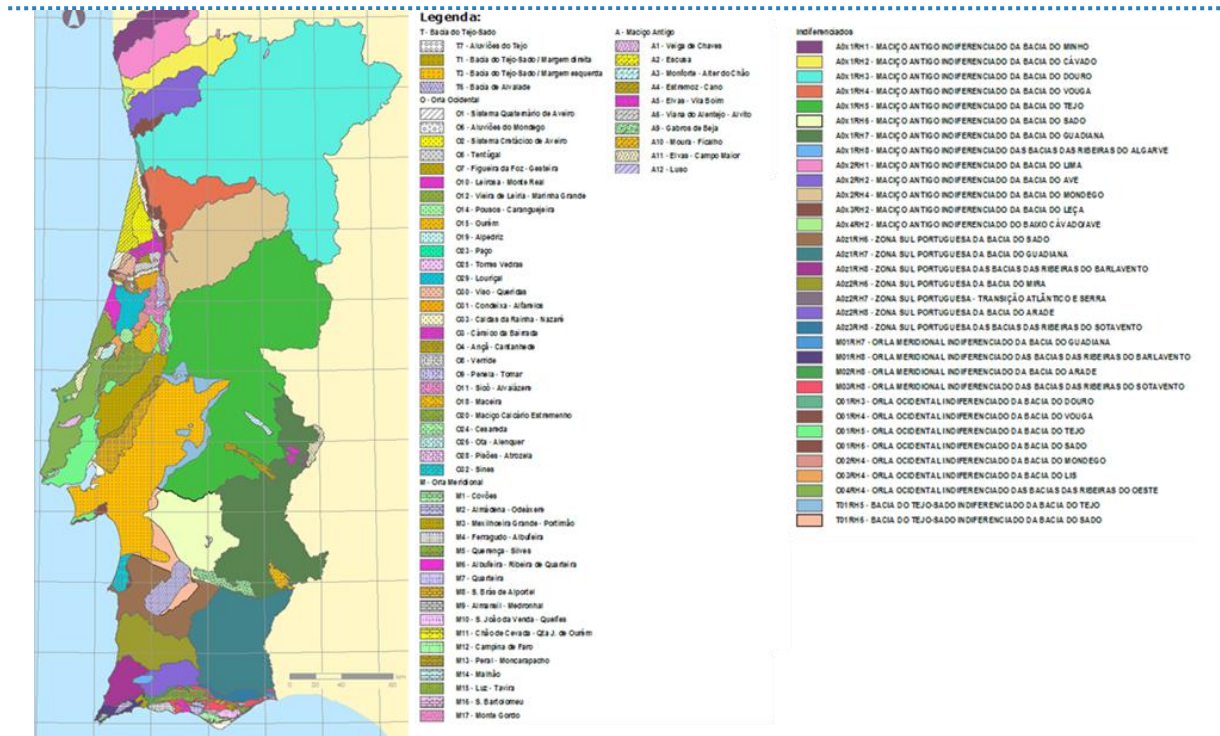 Legenda:
T- Bacia do Tejo-Sado
T7 - Aluviões do Tejo
T1 - Bacia do Tejo-Sado / Margem direita
T3 - Bacia do Tejo-Sado / Margem esquerda
T6 - Bacia de Alvalade
O - Orla Ocidental
O1 - Sistema Quaternário de Aveiro
O6 - Aluviões do Mondego
O2 - Sistema Cretácico de Aveiro
O5 - Tentúgal
O7 - Figueira da Foz - Gesteira
O10 - Leirosa - Monte Real
O12 - Vieira de Leiria - Marinha Grande
O14 - Pousos - Caranguejeira
O15 - Ourém
O19 - Alpedriz
O23 - Paço
O25 - Torres Vedras
O29 - Louriçal
O30 - Viso - Queridas
O31 - Condeixa - Alfarelos
O33 - Caldas da Rainha - Nazaré
O3 - Cársico da Bairrada
O4 - Ançã - Cantanhede
O8 - Verride
O9 - Penela - Tomar
O11 - Sicó - Alvaiázere
O18 - Maceira
O20 - Maciço Calcário Estremenho
O24 - Cesareda
O26 - Ota - Alenquer
O28 - Pisões - Atrozela
O32 - Sines
M - Orla Meridional
M1 - Covões
M2 - Almádena - Odeáxere
M3 - Mexilhoeira Grande - Portimão
M4 - Ferragudo - Albufeira
M5 - Querença - Silves
M6 - Albufeira - Ribeira de Quarteira
M7 - Quarteira
M8 - S. Brás de Alportel
M9 - Almansil - Medronhal
M10 - S. João da Venda - Quelfes
M11 - Chão de Cevada - Qta J. de Ourém
M12 - Campina de Faro
M13 - Peral - Moncarapacho
M14 - Malhão
M15 - Luz - Tavira
M16 - S. Bartolomeu
M17 - Monte Gordo
A - Maciço Antigo
A1 - Veiga de Chaves
A2 - Escusa
A3 - Monforte - Alter do Chão
A4 - Estremoz - Cano
A5 - Elvas - Vila Boim
A6 - Viana do Alentejo - Alvito
A9 - Gabros de Beja
A10 - Moura - Ficalho
A11 - Elvas - Campo Maior
A12 - Luso
Indiferenciados
A0x1RH1 - MACIÇO ANTIGO INDIFERENCIADO DA BACIA DO MINHO
A0x1RH2 - MACIÇO ANTIGO INDIFERENCIADO DA BACIA DO CÁVADO
A0x1RH3 - MACIÇO ANTIGO INDIFERENCIADO DA BACIA DO DOURO
A0x1RH4 - MACIÇO ANTIGO INDIFERENCIADO DA BACIA DO VOUGA
A0x1RH5 - MACIÇO ANTIGO INDIFERENCIADO DA BACIA DO TEJO
A0x1RH6 - MACIÇO ANTIGO INDIFERENCIADO DA BACIA DO SADO
A0x1RH7 - MACIÇO ANTIGO INDIFERENCIADO DA BACIA DO GUADIANA
A0x1RH8 - MACIÇO ANTIGO INDIFERENCIADO DAS BACIAS DAS RIBEIRAS DO ALGARVE
A0x2RH1 - MACIÇO ANTIGO INDIFERENCIADO DA BACIA DO LIMA
A0x2RH2 - MACIÇO ANTIGO INDIFERENCIADO DA BACIA DO AVE
A0x2RH4 - MACIÇO ANTIGO INDIFERENCIADO DA BACIA DO MONDEGO
A0x3RH2 - MACIÇO ANTIGO INDIFERENCIADO DA BACIA DO LEÇA
A0x4RH2 - MACIÇO ANTIGO INDIFERENCIADO DO BAIXO CÁVADO/AVE
A0z1RH6 - ZONA SUL PORTUGUESA DA BACIA DO SADO
A0z1RH7 - ZONA SUL PORTUGUESA DA BACIA DO GUADIANA
A0z1RH8 - ZONA SUL PORTUGUESA DAS BACIAS DAS RIBEIRAS DO BARLAVENTO
A0z2RH6 - ZONA SUL PORTUGUESA DA BACIA DO MIRA
A0z2RH7 - ZONA SUL PORTUGUESA - TRANSIÇÃO ATLÂNTICO E SERRA
A0z2RH8 - ZONA SUL PORTUGUESA DA BACIA DO ARADE
A0z3RH8 - ZONA SUL PORTUGUESA DAS BACIAS DAS RIBEIRAS DO SOTAVENTO
M01RH7 - ORLA MERIDIONAL INDIFERENCIADO DA BACIA DO GUADIANA
M01RH8 - ORLA MERIDIONAL INDIFERENCIADO DAS BACIAS DAS RIBEIRAS DO BARLAVENTO
M02RH8 - ORLA MERIDIONAL INDIFERENCIADO DA BACIA DO ARADE
M03RH8 - ORLA MERIDIONAL INDIFERENCIADO DAS BACIAS DAS RIBEIRAS DO SOTAVENTO
O01RH3 - ORLA OCIDENTAL INDIFERENCIADO DA BACIA DO DOURO
O01RH4 - ORLA OCIDENTAL INDIFERENCIADO DA BACIA DO VOUGA
O01RH5 - ORLA OCIDENTAL INDIFERENCIADO DA BACIA DO TEJO
O01RH6 - ORLA OCIDENTAL INDIFERENCIADO DA BACIA DO SADO
O02RH4 - ORLA OCIDENTAL INDIFERENCIADO DA BACIA DO MONDEGO
O03RH4 - ORLA OCIDENTAL INDIFERENCIADO DA BACIA DO LIS
O04RH4 - ORLA OCIDENTAL INDIFERENCIADO DAS BACIAS DAS RIBEIRAS DO OESTE
T01RH5 - BACIA DO TEJO-SADO INDIFERENCIADO DA BACIA DO TEJO
T01RH6 - BACIA DO TEJO-SADO INDIFERENCIADO DA BACIA DO SADO